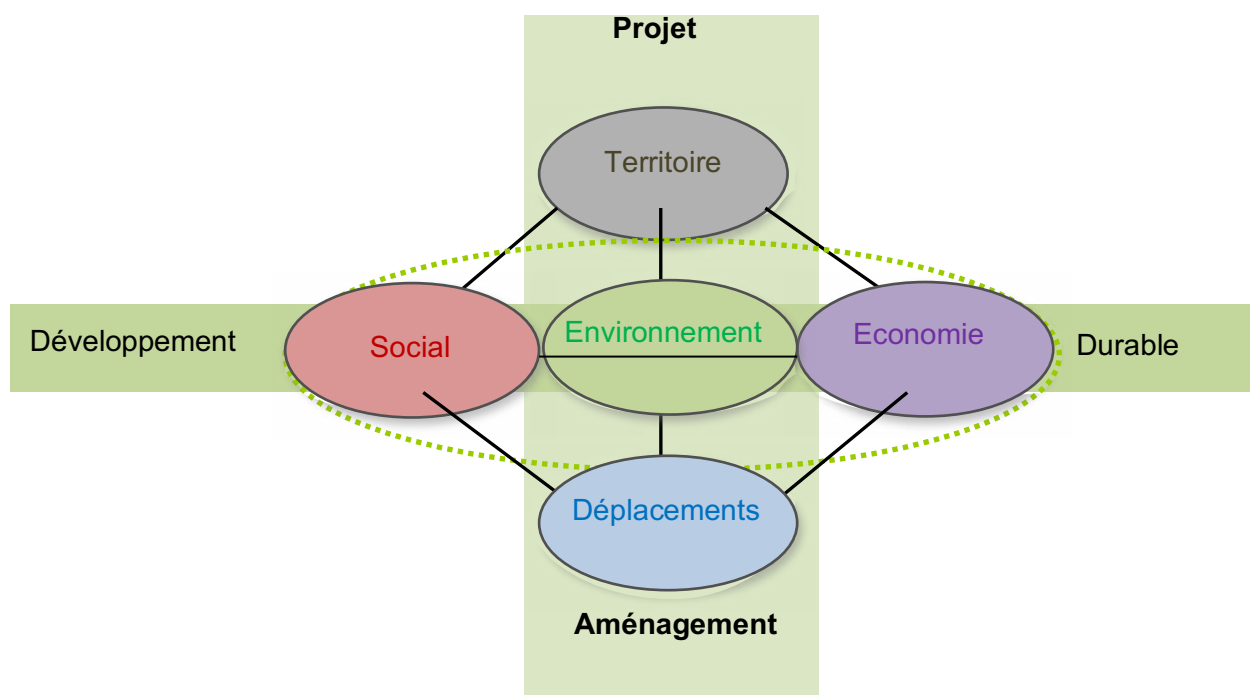 Projet
Territoire
Développement
Social
Environnement
Economie
Durable
Déplacements
Aménagement